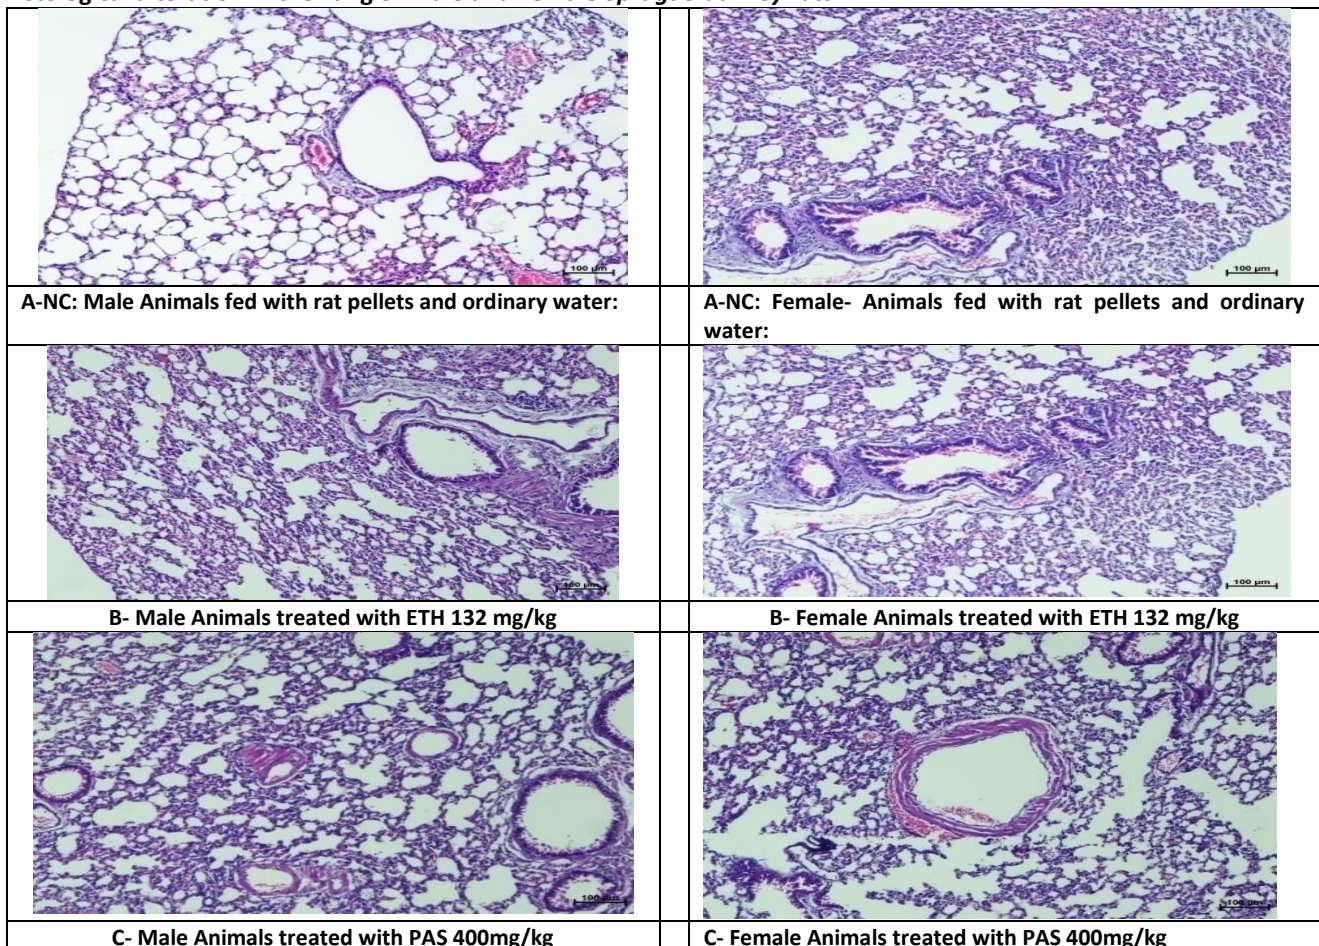 100 µm
100 µm
A-NC: Male Animals fed with rat pellets and ordinary water:
A-NC: Female- Animals fed with rat pellets and ordinary
water:
100 µm
100 µm
B- Male Animals treated with ETH 132 mg/kg
B- Female Animals treated with ETH 132 mg/kg
100 µm
100 µm
C- Male Animals treated with PAS 400mg/kg
C- Female Animals treated with PAS 400mg/kg